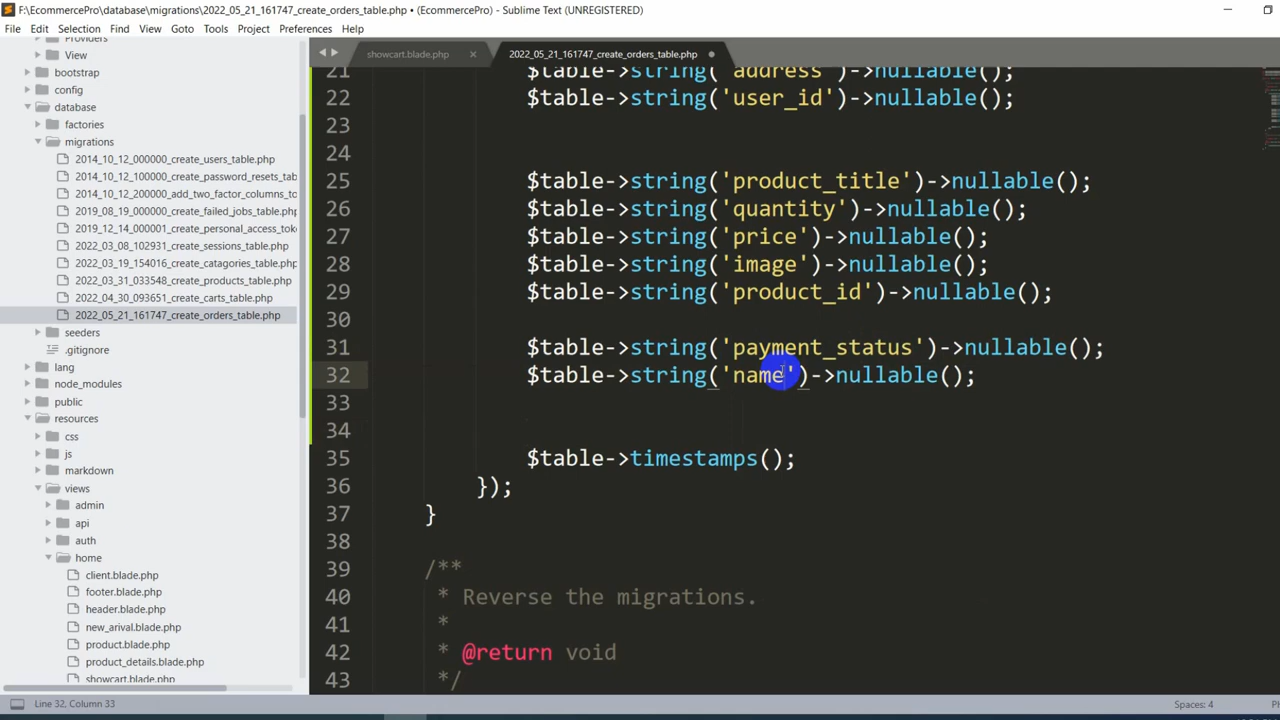 F:\EcommercePro\database\migrations\2022_05_21_161747_create_orders_table.php • (EcommercePro) - Sublime Text (UNREGISTERED)
File Edit Selection Find View Goto Tools Project Preferences Help
Providers
View
bootstrap
config
database
factories
migrations
2014_10_12_000000_create_users_table.php
2014_10_12_100000_create_password_resets_tab
2014_10_12_200000_add_two_factor_columns_to
2019_08_19_000000_create_failed_jobs_table.php
2019_12_14_000001_create_personal_access_tok
2022_03_08_102931_create_sessions_table.php
2022_03_19_154016_create_catagories_table.php
2022_03_31_033548_create_products_table.php
2022_04_30_093651_create_carts_table.php
2022_05_21_161747_create_orders_table.php
seeders
.gitignore
lang
node_modules
public
resources
css
js
markdown
views
admin
api
auth
home
client.blade.php
footer.blade.php
header.blade.php
new_arival.blade.php
product.blade.php
product_details.blade.php
showcart.blade.php
showcart.blade.php × 2022_05_21_161747_create_orders_table.php
21 $table->string('address')->nullable();
22 $table->string('user_id')->nullable();
23
24
25 $table->string('product_title')->nullable();
26 $table->string('quantity')->nullable();
27 $table->string('price')->nullable();
28 $table->string('image')->nullable();
29 $table->string('product_id')->nullable();
30
31 $table->string('payment_status')->nullable();
32 $table->string('name')->nullable();
33
34
35 $table->timestamps();
36 });
37 }
38
39 /**
40 * Reverse the migrations.
41 *
42 * @return void
43 */
Line 32, Column 33
Spaces: 4